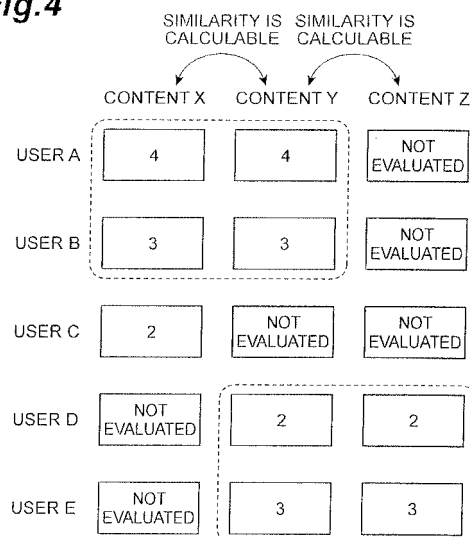 ig.4
SIMILARITY IS SIMILARITY IS
CALCULABLE CALCULABLE
CONTENT X CONTENT Y CONTENT Z
USER A 4 4 NOT EVALUATED
USER B 3 3 NOT EVALUATED
USER C 2 NOT EVALUATED NOT EVALUATED
USER D NOT EVALUATED 2 2
USER E NOT EVALUATED 3 3